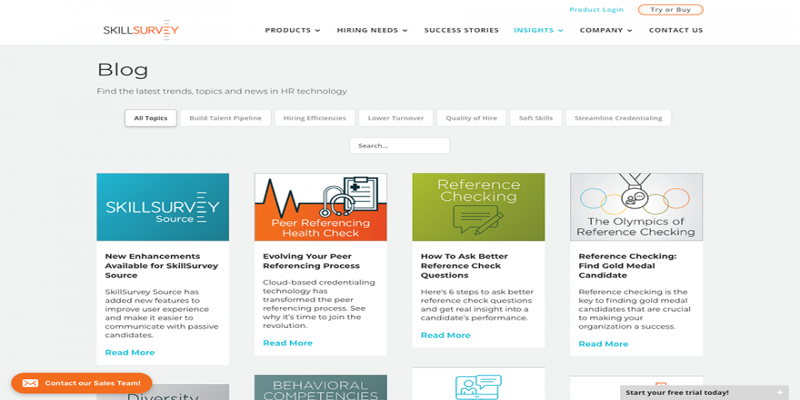 Product Login
Try or Buy
SKILLSURVEY
PRODUCTS
HIRING NEEDS
SUCCESS STORIES
INSIGHTS
COMPANY
CONTACT US
Blog
Find the latest trends, topics and news in HR technology
All Topics
Build Talent Pipeline
Hiring Efficiencies
Lower Turnover
Quality of Hire
Soft Skills
Streamline Credentialing
Search...
SKILLSURVEY
Source
New Enhancements
Available for SkillSurvey
Source
SkillSurvey Source has
added new features to
improve user experience
and make it easier to
communicate with passive
candidates.
Read More
Peer Referencing
Health Check
Evolving Your Peer
Referencing Process
Cloud-based credentialing
technology has
transformed the peer
referencing process. See
why it's time to join the
revolution.
Read More
Reference
Checking
How To Ask Better
Reference Check
Questions
Here's 6 steps to ask better
reference check questions
and get real insight into a
candidate's performance.
Read More
The Olympics of
Reference Checking
Reference Checking:
Find Gold Medal
Candidate
Reference checking is the
key to finding gold medal
candidates that are crucial
to making your
organization a success.
Read More
Contact our Sales Team!
Diversity
BEHAVIORAL
COMPETENCIES
Start your free trial today!
+